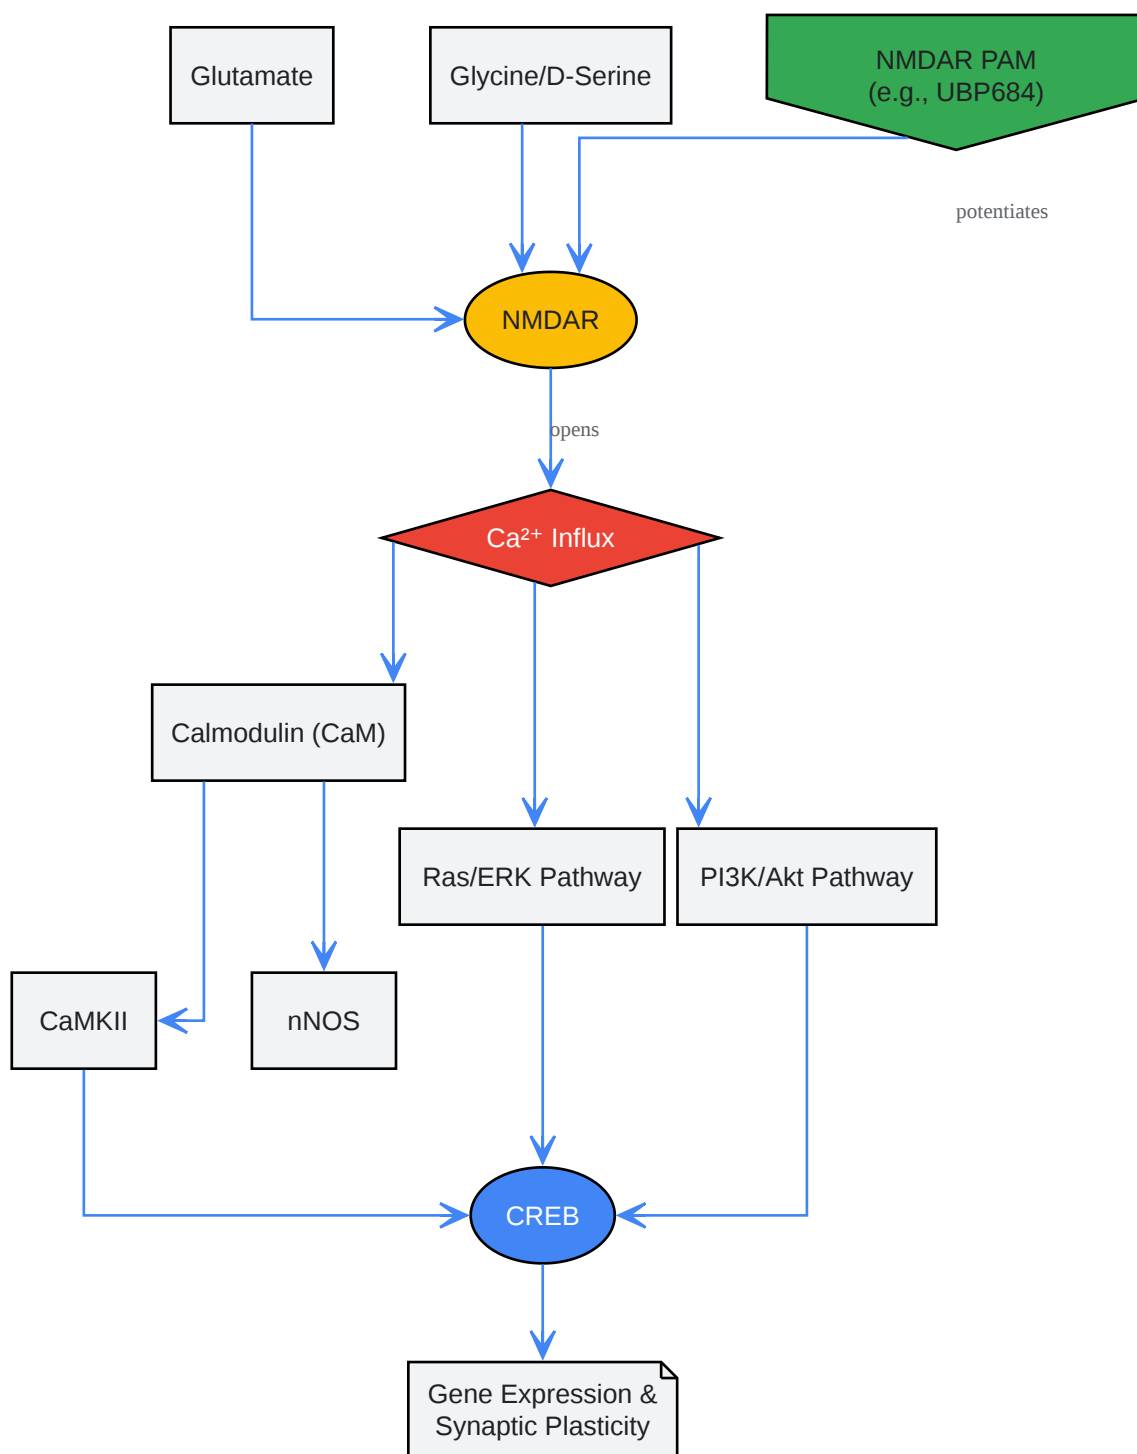 Glutamate
Glycine/D-Serine
NMDAR PAM
(e.g., UBP684)
potentiates
NMDAR
opens
Ca²⁺ Influx
Calmodulin (CaM)
Ras/ERK Pathway
PI3K/Akt Pathway
CaMKII
nNOS
CREB
Gene Expression &
Synaptic Plasticity